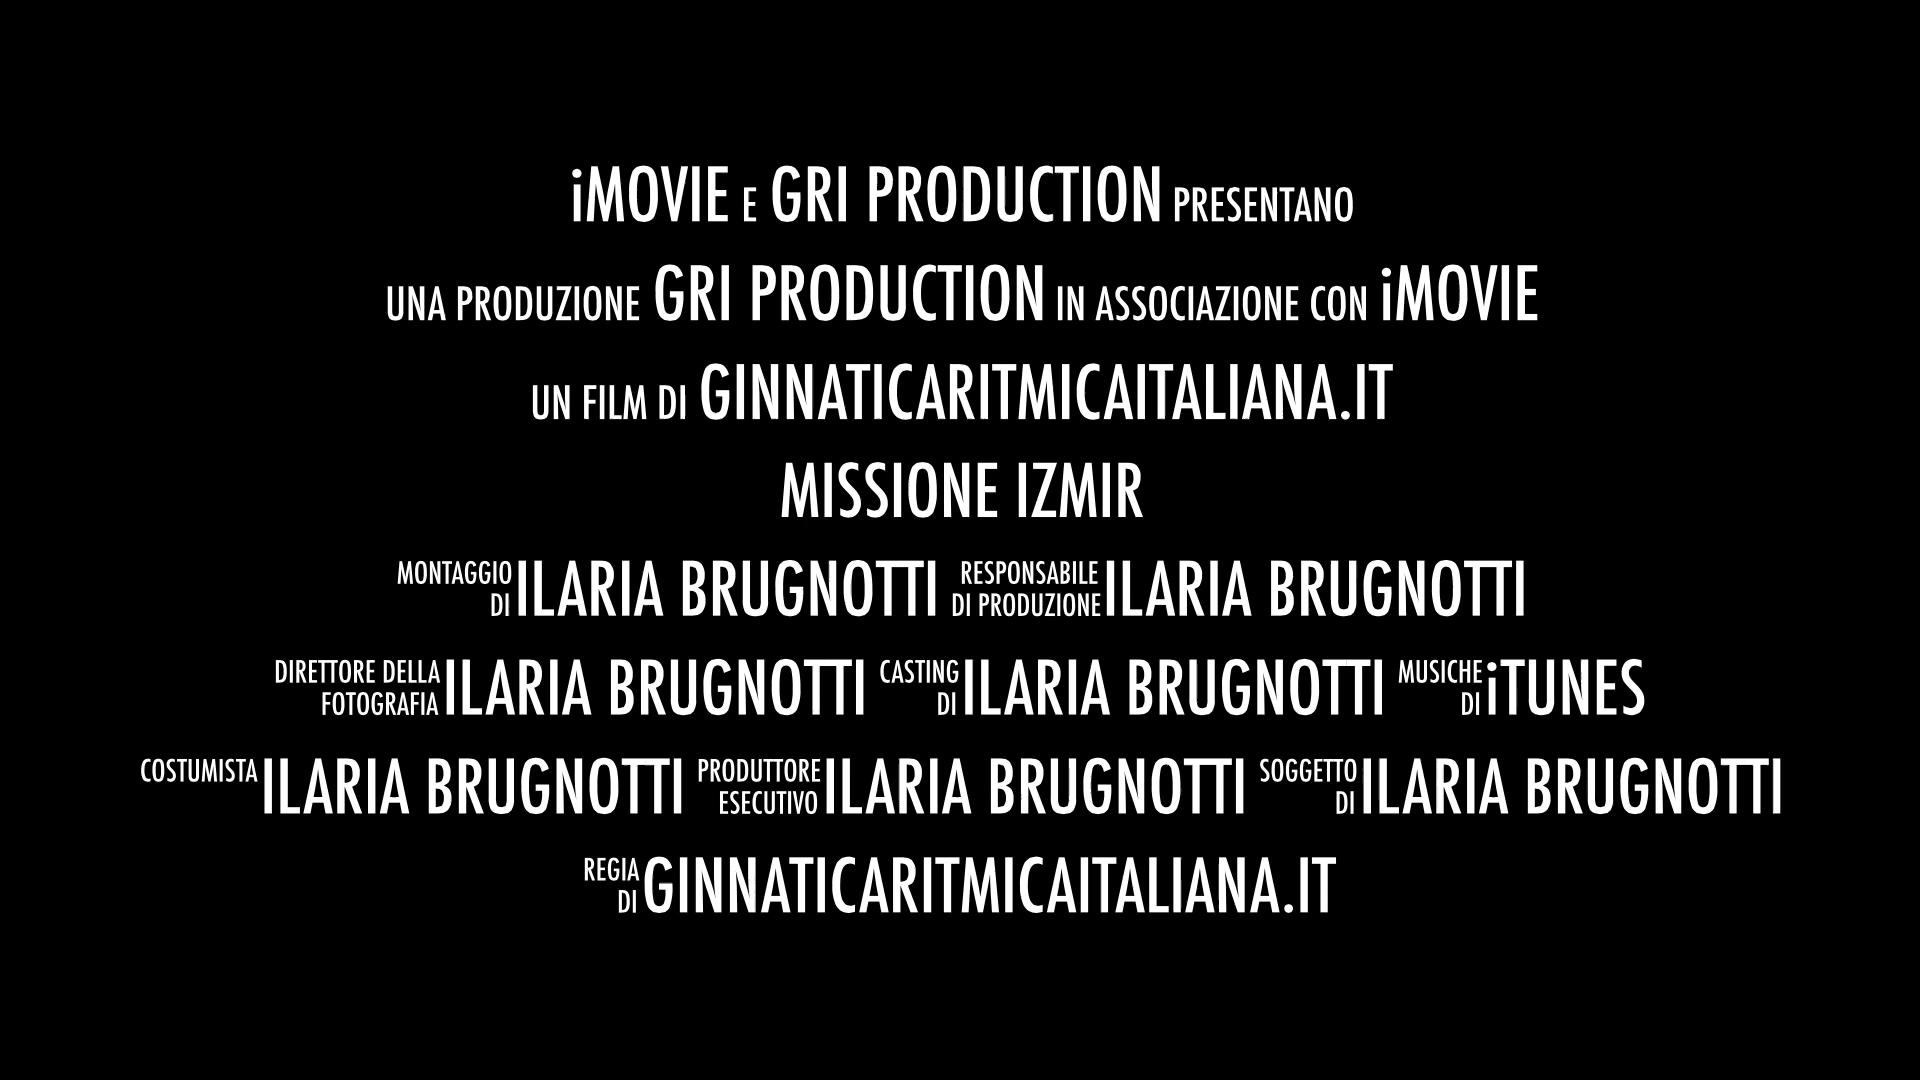 iMOVIE E GRI PRODUCTION PRESENTANO
UNA PRODUZIONE GRI PRODUCTION IN ASSOCIAZIONE CON iMOVIE
UN FILM DI GINNATICARITMICAITALIANA.IT
MISSIONE IZMIR
MONTAGGIO DI ILARIA BRUGNOTTI RESPONSABILE DI PRODUZIONE ILARIA BRUGNOTTI
DIRETTORE DELLA FOTOGRAFIA ILARIA BRUGNOTTI CASTING DI ILARIA BRUGNOTTI MUSICHE DI iTUNES
COSTUMISTA ILARIA BRUGNOTTI PRODUTTORE ESECUTIVO ILARIA BRUGNOTTI SOGGETTO DI ILARIA BRUGNOTTI
REGIA DI GINNATICARITMICAITALIANA.IT